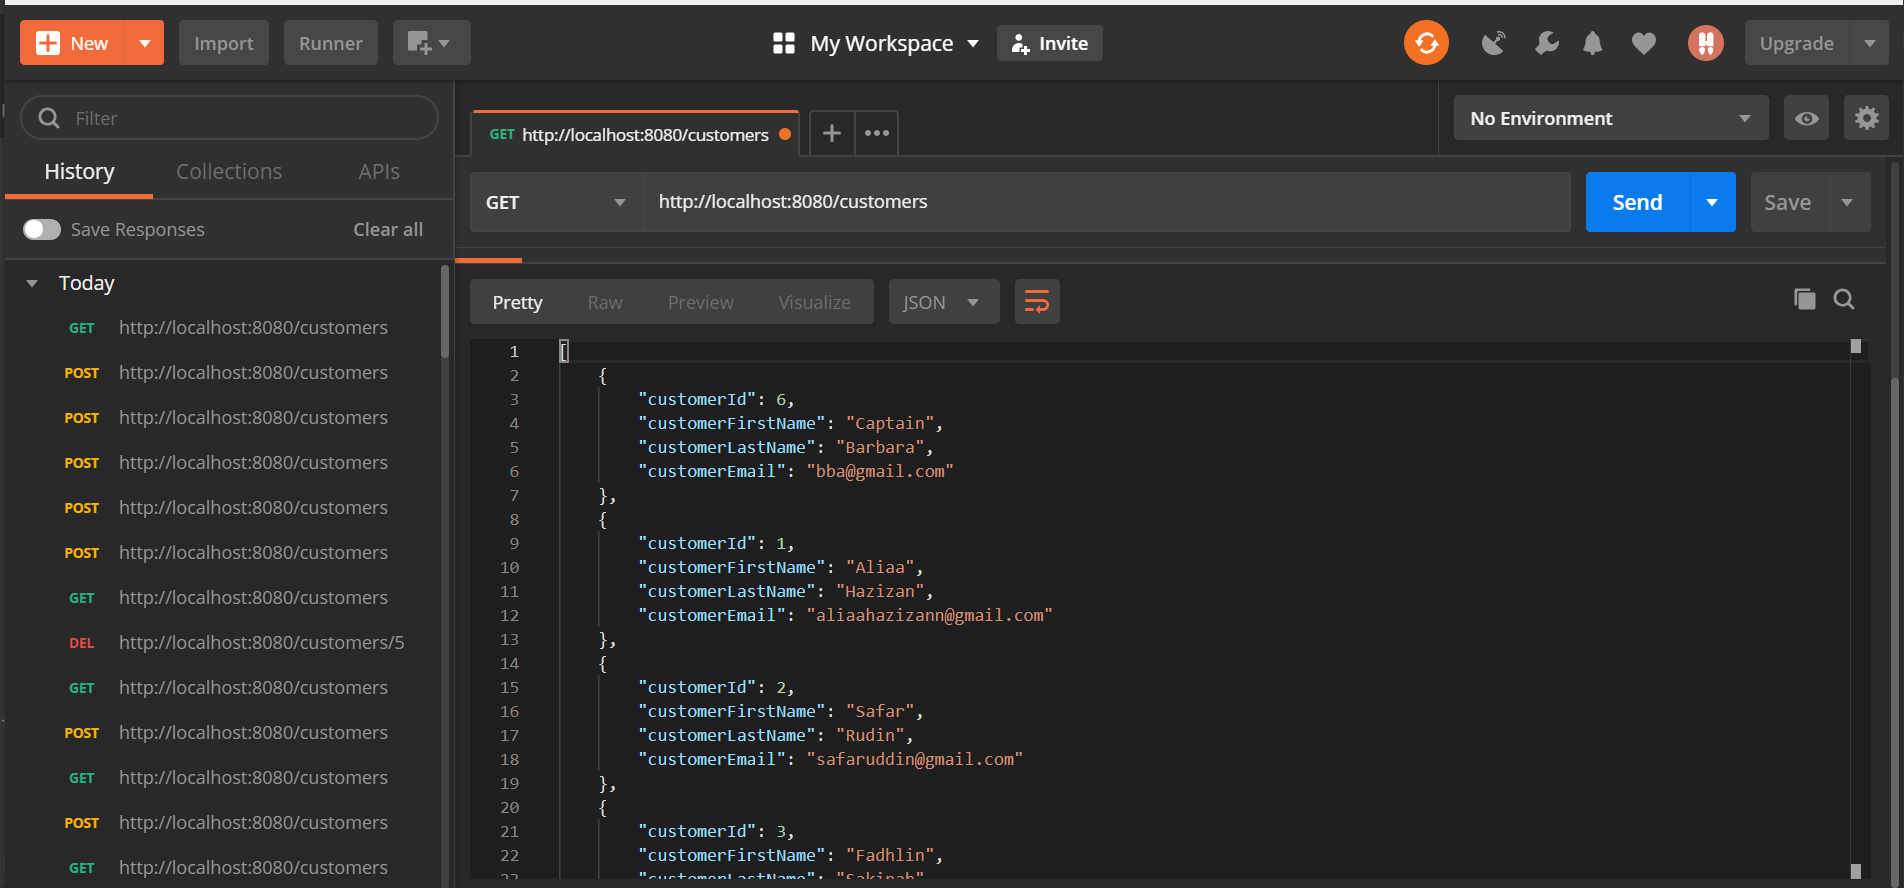 New
Import
Runner
My Workspace
Invite
Upgrade
Filter
History Collections APIs
Save Responses Clear all
Today
GET http://localhost:8080/customers
POST http://localhost:8080/customers
POST http://localhost:8080/customers
POST http://localhost:8080/customers
POST http://localhost:8080/customers
POST http://localhost:8080/customers
GET http://localhost:8080/customers
DEL http://localhost:8080/customers/5
GET http://localhost:8080/customers
POST http://localhost:8080/customers
GET http://localhost:8080/customers
POST http://localhost:8080/customers
GET http://localhost:8080/customers
GET http://localhost:8080/customers
No Environment
GET http://localhost:8080/customers
Send
Save
Pretty Raw Preview Visualize JSON
1 [
2 {
3 "customerId": 6,
4 "customerFirstName": "Captain",
5 "customerLastName": "Barbara",
6 "customerEmail": "bba@gmail.com"
7 },
8 {
9 "customerId": 1,
10 "customerFirstName": "Aliaa",
11 "customerLastName": "Hazizan",
12 "customerEmail": "aliaahazizann@gmail.com"
13 },
14 {
15 "customerId": 2,
16 "customerFirstName": "Safar",
17 "customerLastName": "Rudin",
18 "customerEmail": "safaruddin@gmail.com"
19 },
20 {
21 "customerId": 3,
22 "customerFirstName": "Fadhlin",
23 "customerLastName": "Sakinah"